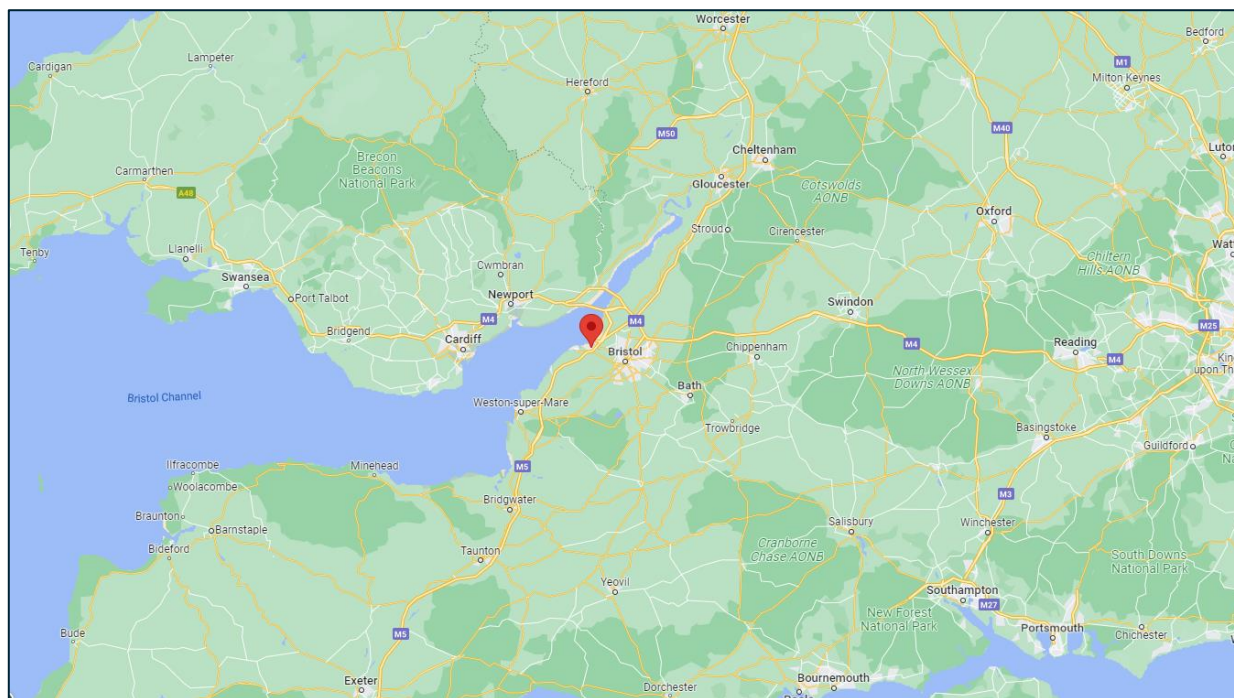 Worcester
Bedford
M1
Lampeter
Cardigan
Hereford
Milton Keynes
M50
M40
Luton
Cheltenham
Brecon
Beacons
National Park
Carmarthen
Gloucester
A48
Cotswolds
AONB
Oxford
Stroud
Cirencester
Tenby
Llanelli
Chiltern
Hills AONB
Cwmbran
Swansea
Newport
Port Talbot
Swindon
M4
M4
M25
Bridgend
Cardiff
Bristol
Chippenham
M4
Reading
M4
King
upon Th
North Wessex
Downs AONB
Bath
Bristol Channel
Weston-super-Mare
Trowbridge
Basingstoke
Guildford
Ilfracombe
Minehead
M5
Woolacombe
M3
Bridgwater
Braunton
Barnstaple
Salisbury
Winchester
Bideford
Cranborne
Chase AONB
Taunton
South Downs
National Park
Yeovil
Southampton
M27
New Forest
National Park
Bude
M5
Portsmouth
Chichester
Exeter
Bournemouth
Dorchester